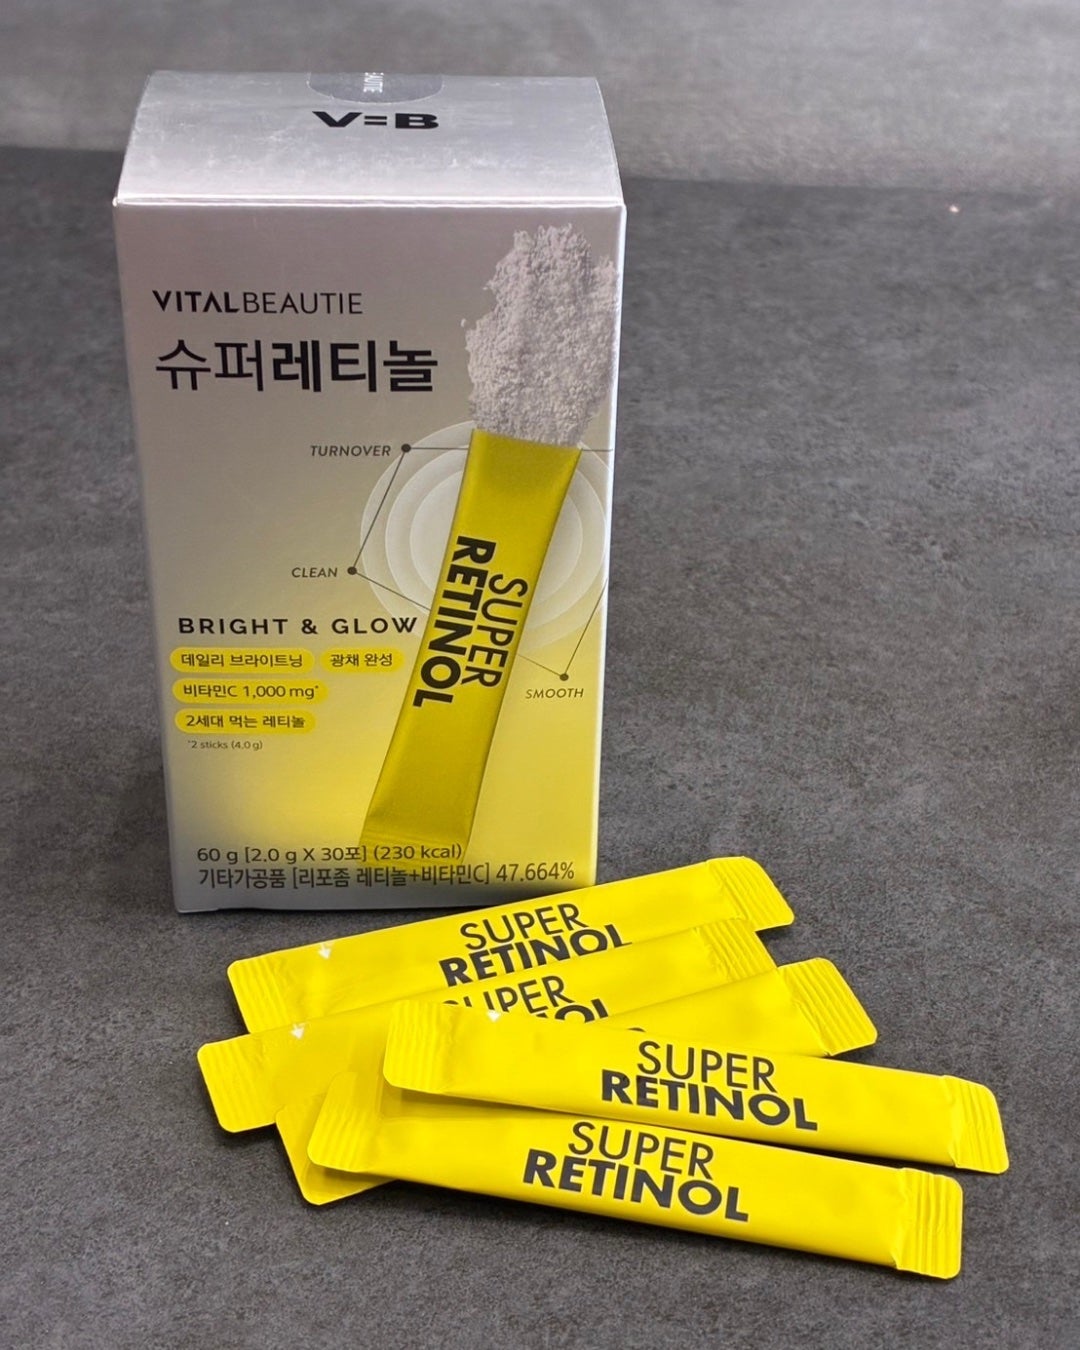 V=B
VITALBEAUTIE
슈퍼레티놀
TURNOVER
CLEAN
BRIGHT & GLOW
데일리 브라이트닝 광채 완성
비타민C 1,000 mg*
2세대 먹는 레티놀
*2 sticks (4.0 g)
SUPER
RETINOL
SMOOTH
60 g [2.0 g X 30포] (230 kcal)
기타가공품 [리포좀 레티놀+비타민C] 47.664%
SUPER
RETINOL
SUPER
SUPER
RETINOL
SUPER
RETINOL